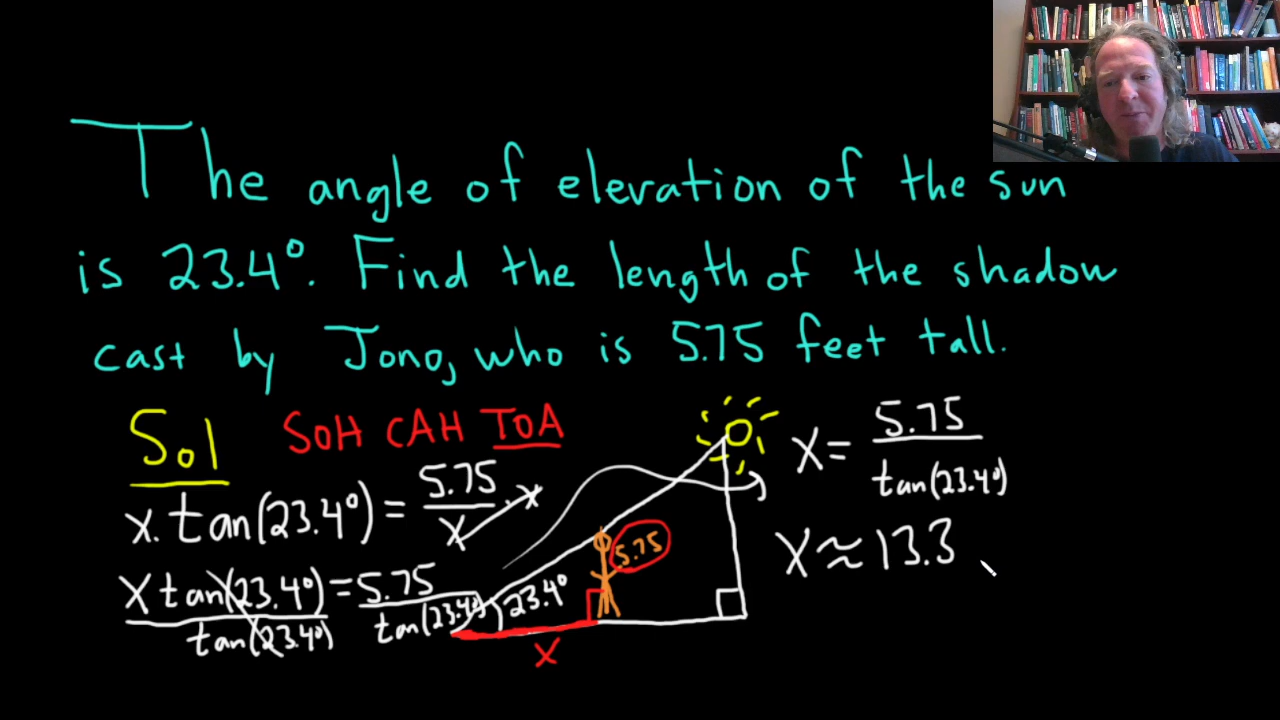 The angle of elevation of the sun
is 23.4°. Find the length of the shadow
cast by Jono, who is 5.75 feet tall.
Sol SOH CAH TOA
x. tan(23.4°) = 5.75/x . x
x tan(23.4°)/tan(23.4°) = 5.75/tan(23.4°)
23.4°
5.75
x
x = 5.75/tan(23.4°)
x ≈ 13.3